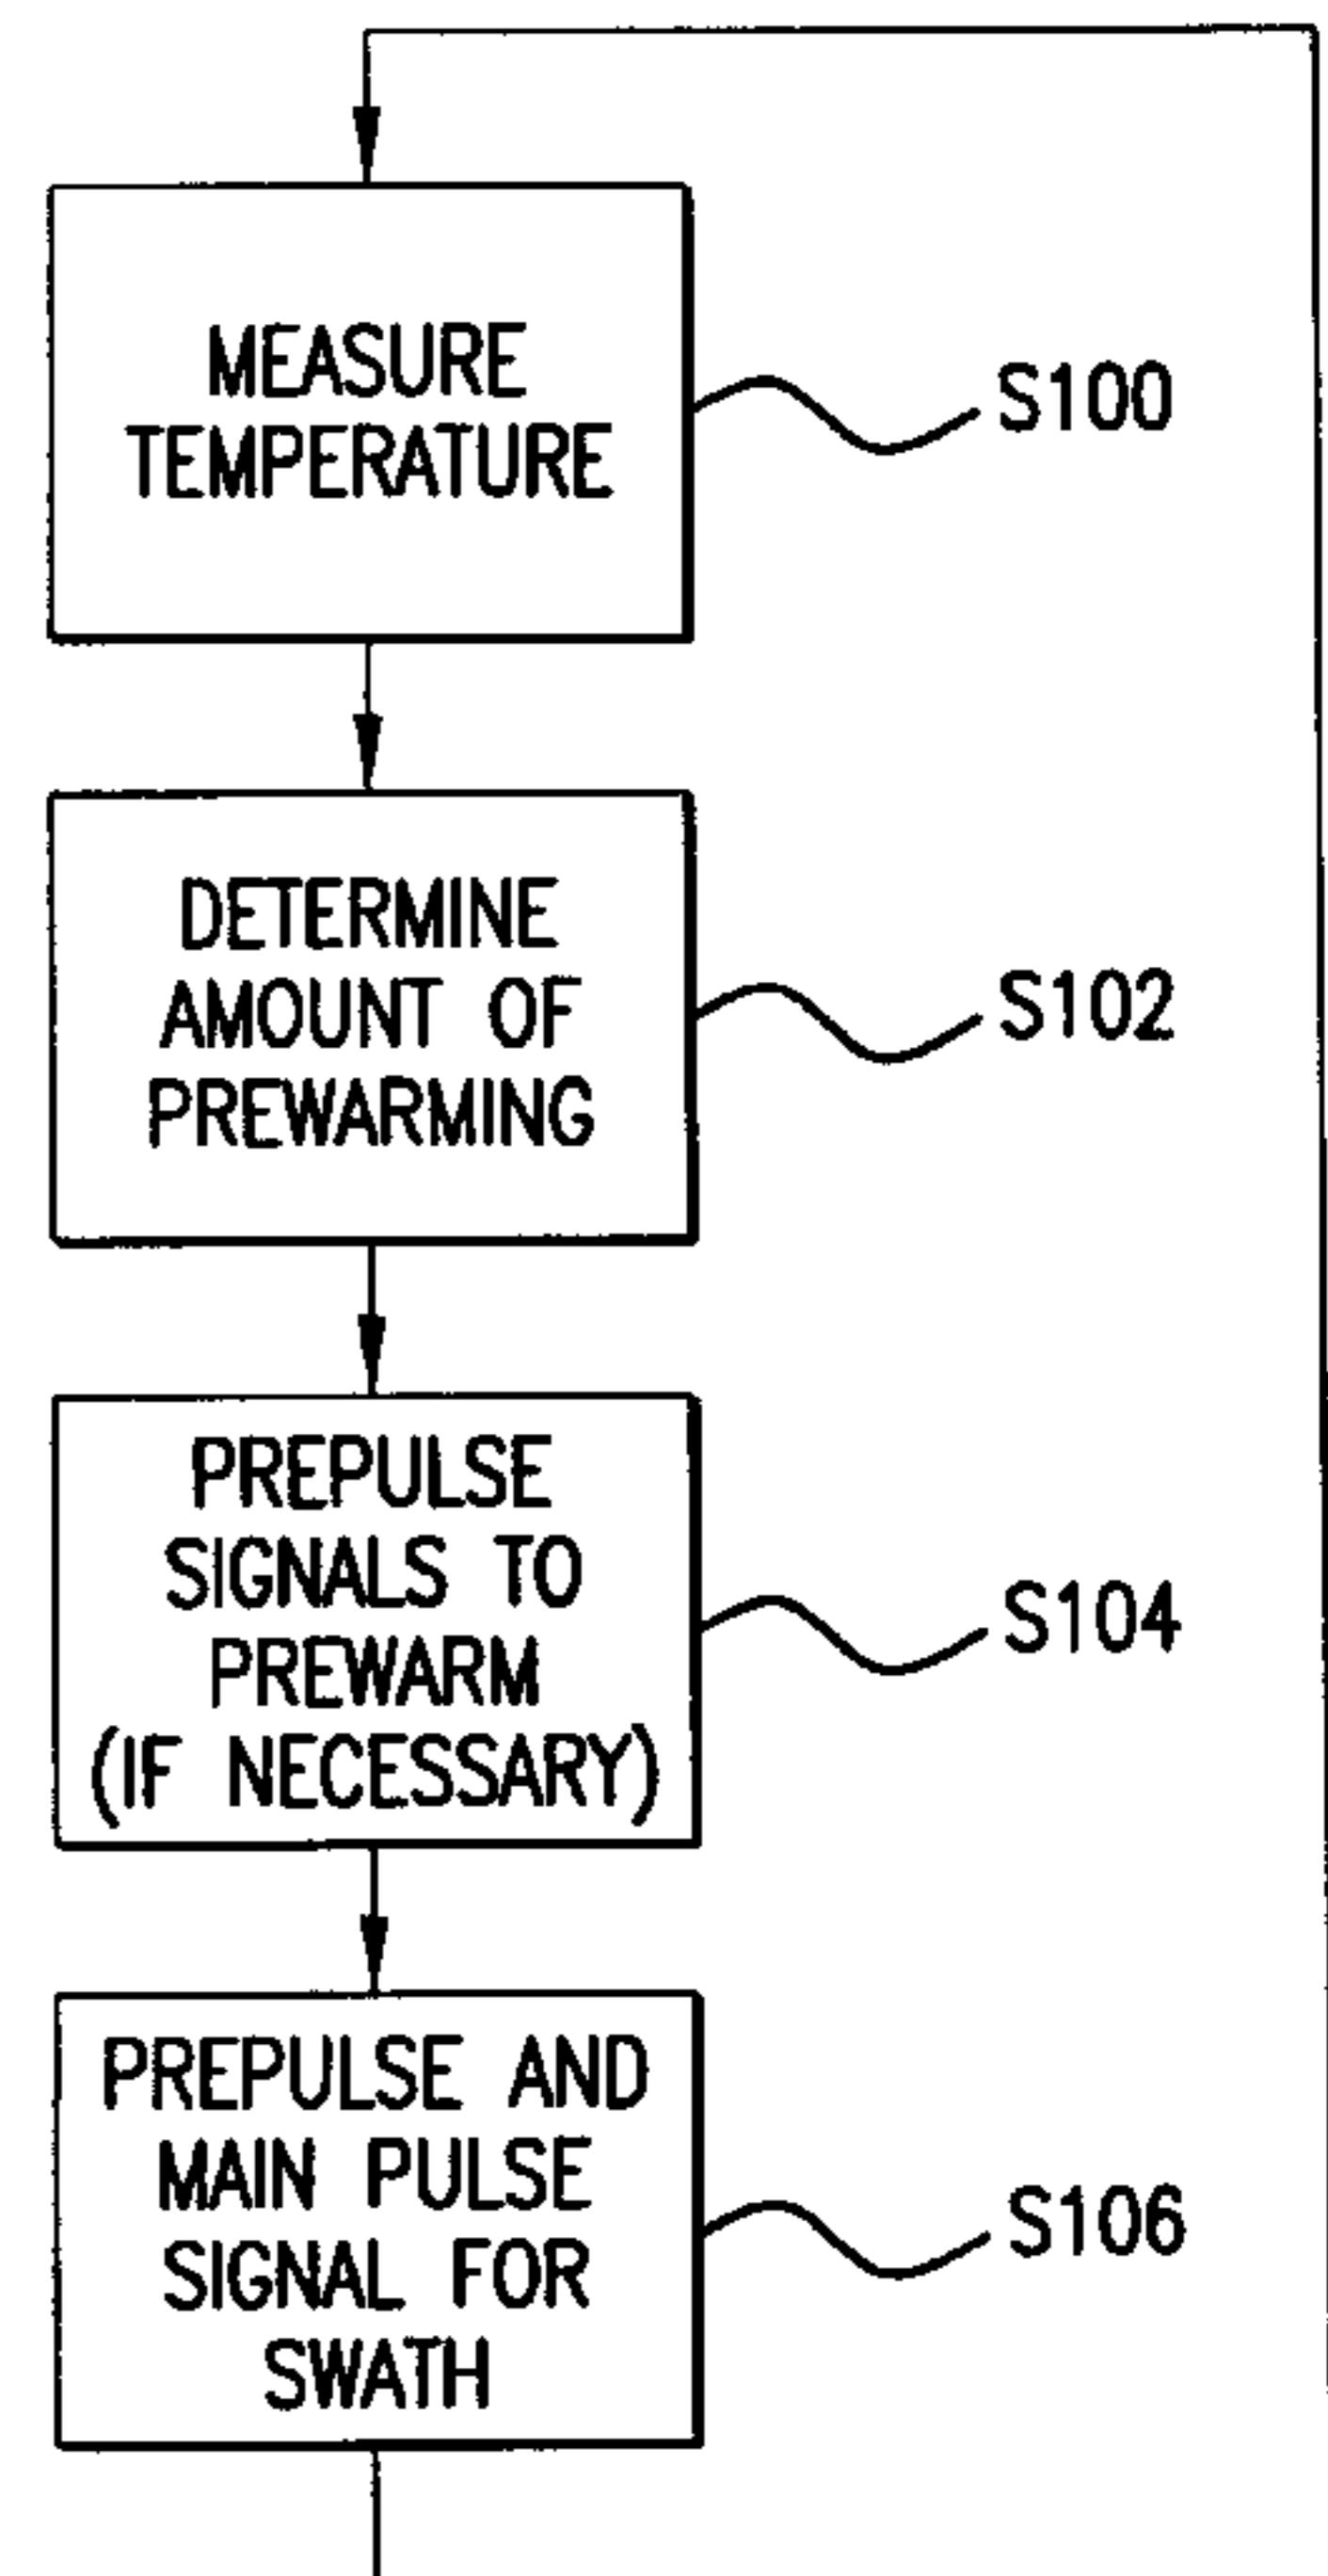 MEASURE
TEMPERATURE
S100
DETERMINE
AMOUNT OF
PREWARMING
S102
PREPULSE
SIGNALS TO
PREWARM
(IF NECESSARY)
S104
PREPULSE AND
MAIN PULSE
SIGNAL FOR
SWATH
S106